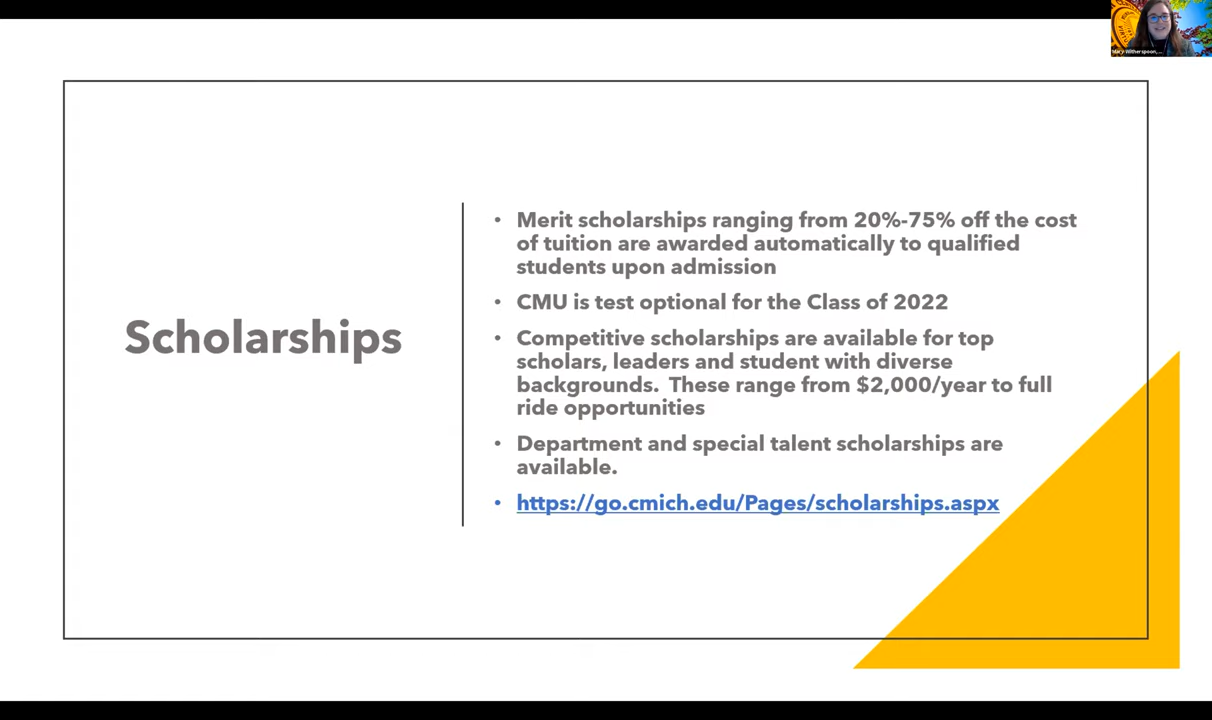 Mary Witherspoon,...
Scholarships
• Merit scholarships ranging from 20%-75% off the cost
of tuition are awarded automatically to qualified
students upon admission
• CMU is test optional for the Class of 2022
• Competitive scholarships are available for top
scholars, leaders and student with diverse
backgrounds. These range from $2,000/year to full
ride opportunities
• Department and special talent scholarships are
available.
• https://go.cmich.edu/Pages/scholarships.aspx